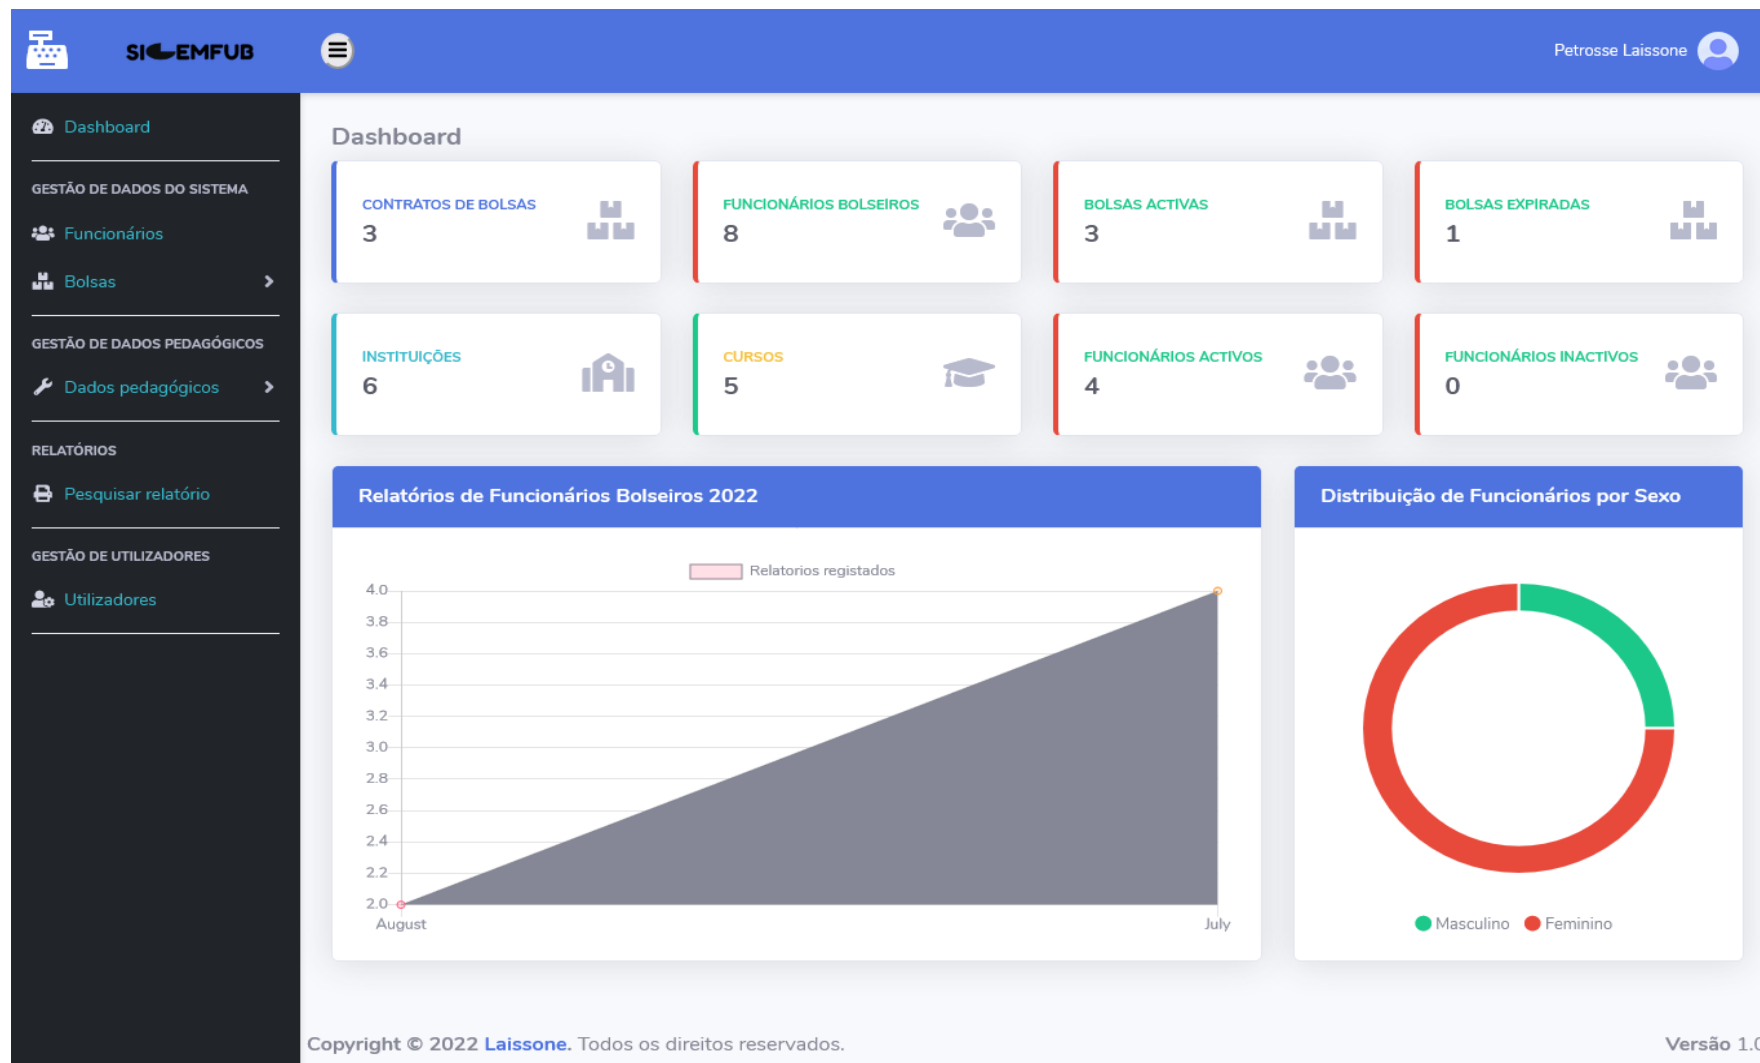 SIGEMFUB
Petrosse Laissone
Dashboard
GESTÃO DE DADOS DO SISTEMA
Funcionários
Bolsas
GESTÃO DE DADOS PEDAGÓGICOS
Dados pedagógicos
RELATÓRIOS
Pesquisar relatório
GESTÃO DE UTILIZADORES
Utilizadores
Dashboard
CONTRATOS DE BOLSAS
3
FUNCIONÁRIOS BOLSEIROS
8
BOLSAS ACTIVAS
3
BOLSAS EXPIRADAS
1
INSTITUIÇÕES
6
CURSOS
5
FUNCIONÁRIOS ACTIVOS
4
FUNCIONÁRIOS INACTIVOS
0
Relatórios de Funcionários Bolseiros 2022
Relatorios registados
4.0
3.8
3.6
3.4
3.2
3.0
2.8
2.6
2.4
2.2
2.0
August July
Distribuição de Funcionários por Sexo
Masculino Feminino
Copyright © 2022 Laissone. Todos os direitos reservados.
Versão 1.0